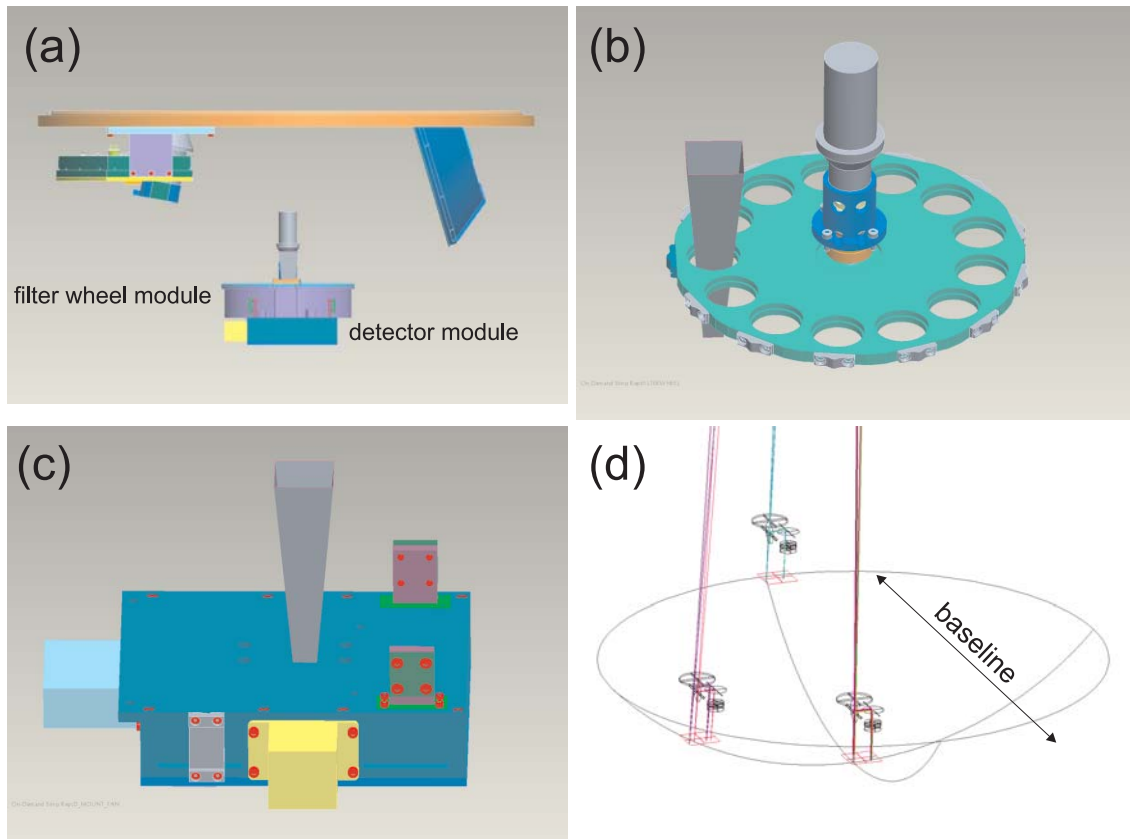 (a)
filter wheel module
detector module
(b)
(c)
(d)
baseline